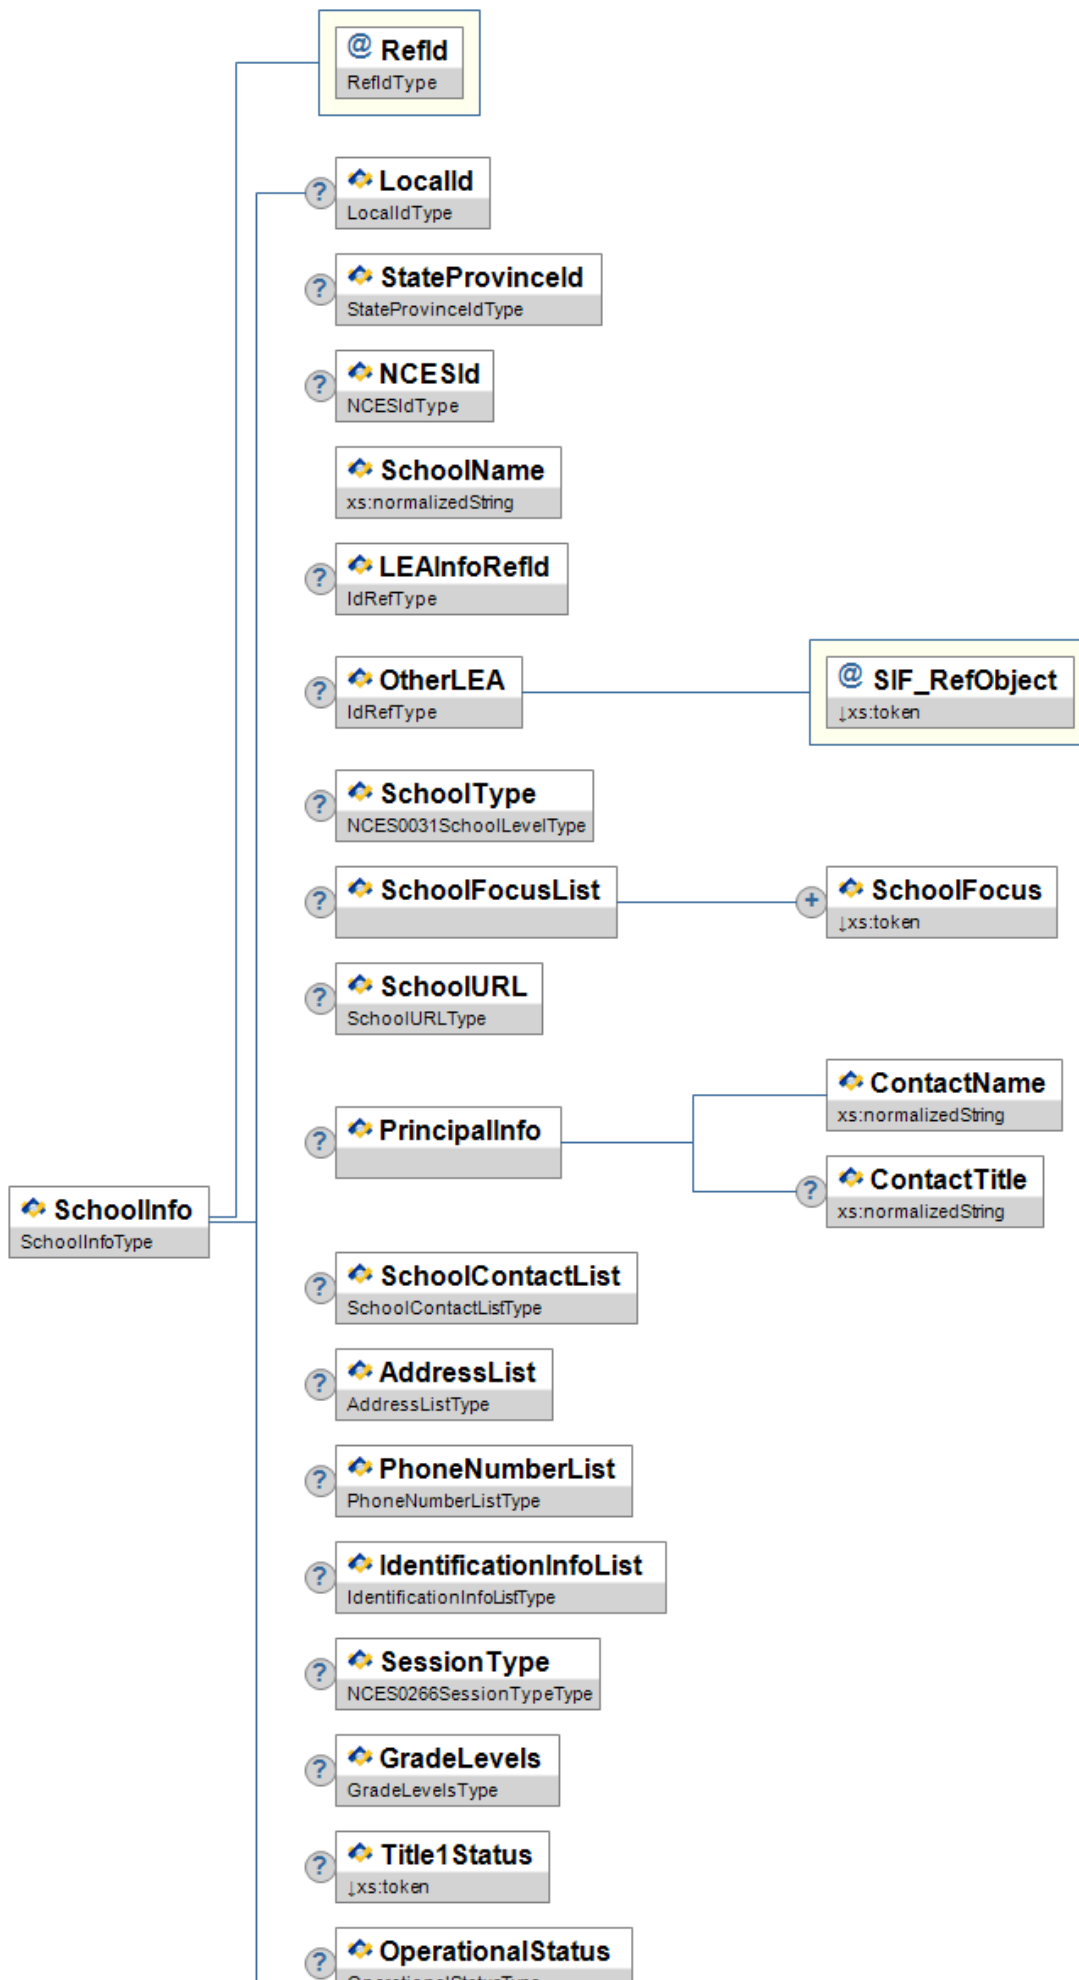 @ RefId
RefIdType
? LocalId
LocalIdType
? StateProvinceId
StateProvinceIdType
? NCESId
NCESIdType
SchoolName
xs:normalizedString
? LEAInfoRefId
IdRefType
? OtherLEA
IdRefType
@ SIF_RefObject
↓xs:token
? SchoolType
NCES0031SchoolLevelType
? SchoolFocusList
+ SchoolFocus
↓xs:token
? SchoolURL
SchoolURLType
? PrincipalInfo
ContactName
xs:normalizedString
? ContactTitle
xs:normalizedString
SchoolInfo
SchoolInfoType
? SchoolContactList
SchoolContactListType
? AddressList
AddressListType
? PhoneNumberList
PhoneNumberListType
? IdentificationInfoList
IdentificationInfoListType
? SessionType
NCES0266SessionTypeType
? GradeLevels
GradeLevelsType
? Title1Status
↓xs:token
? OperationalStatus
OperationalStatusType